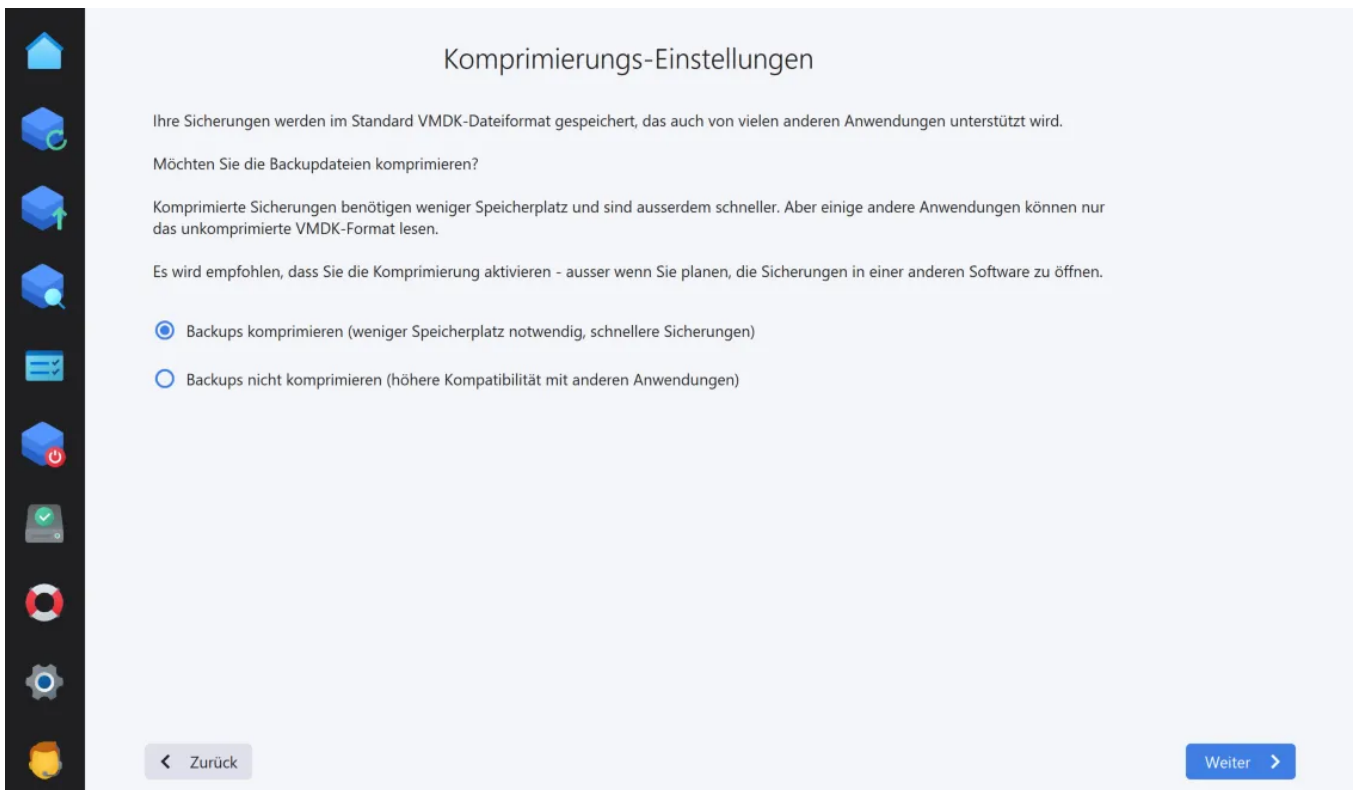 Komprimierungs-Einstellungen
Ihre Sicherungen werden im Standard VMDK-Dateiformat gespeichert, das auch von vielen anderen Anwendungen unterstützt wird.
Möchten Sie die Backupdateien komprimieren?
Komprimierte Sicherungen benötigen weniger Speicherplatz und sind ausserdem schneller. Aber einige andere Anwendungen können nur
das unkomprimierte VMDK-Format lesen.
Es wird empfohlen, dass Sie die Komprimierung aktivieren - ausser wenn Sie planen, die Sicherungen in einer anderen Software zu öffnen.
Backups komprimieren (weniger Speicherplatz notwendig, schnellere Sicherungen)
Backups nicht komprimieren (höhere Kompatibilität mit anderen Anwendungen)
Zurück
Weiter